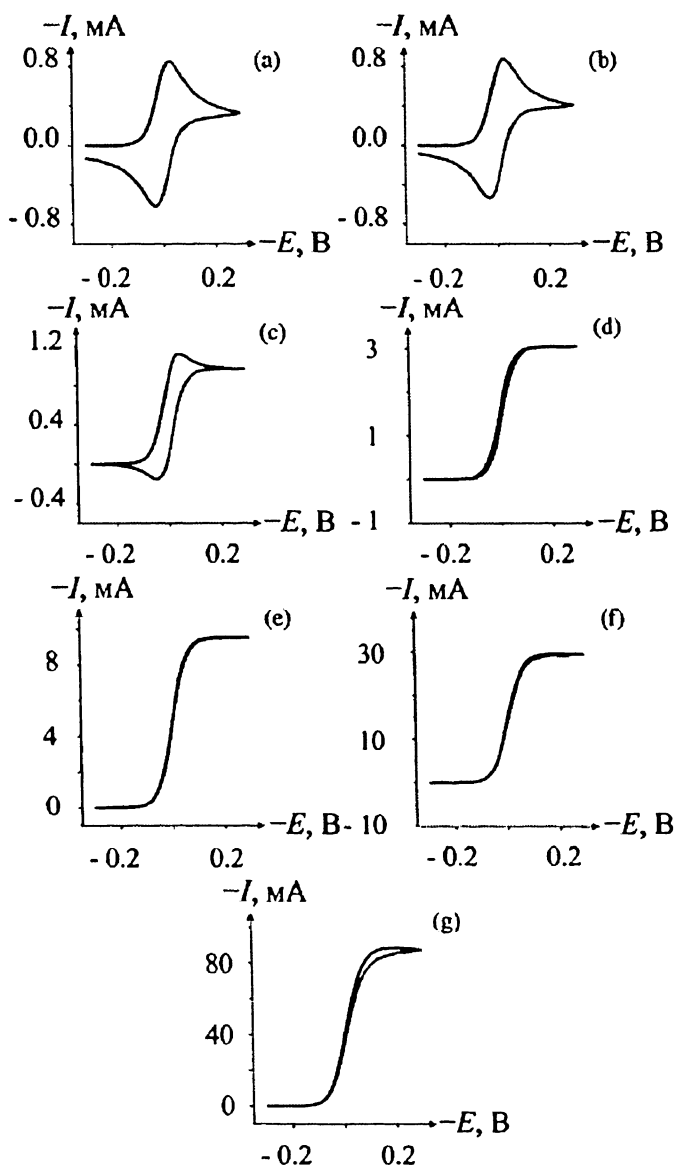 −I, мА
(a)
0.8
0.0
- 0.8
−E, В
- 0.2 0.2
−I, мА
(b)
0.8
0.0
- 0.8
−E, В
- 0.2 0.2
−I, мА
(c)
1.2
0.4
- 0.4
−E, В
- 0.2 0.2
−I, мА
(d)
3
1
- 1
−E, В
- 0.2 0.2
−I, мА
(e)
8
4
0
−E, В
- 0.2 0.2
−I, мА
(f)
30
10
- 10
−E, В
- 0.2 0.2
−I, мА
(g)
80
40
0
−E, В
- 0.2 0.2